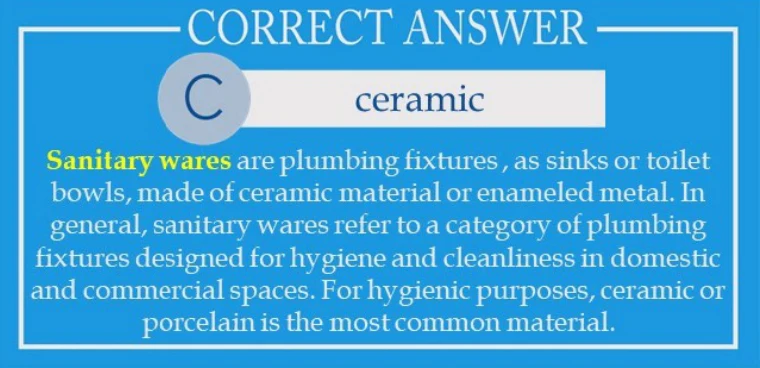 CORRECT ANSWER
C
ceramic
Sanitary wares are plumbing fixtures , as sinks or toilet
bowls, made of ceramic material or enameled metal. In
general, sanitary wares refer to a category of plumbing
fixtures designed for hygiene and cleanliness in domestic
and commercial spaces. For hygienic purposes, ceramic or
porcelain is the most common material.